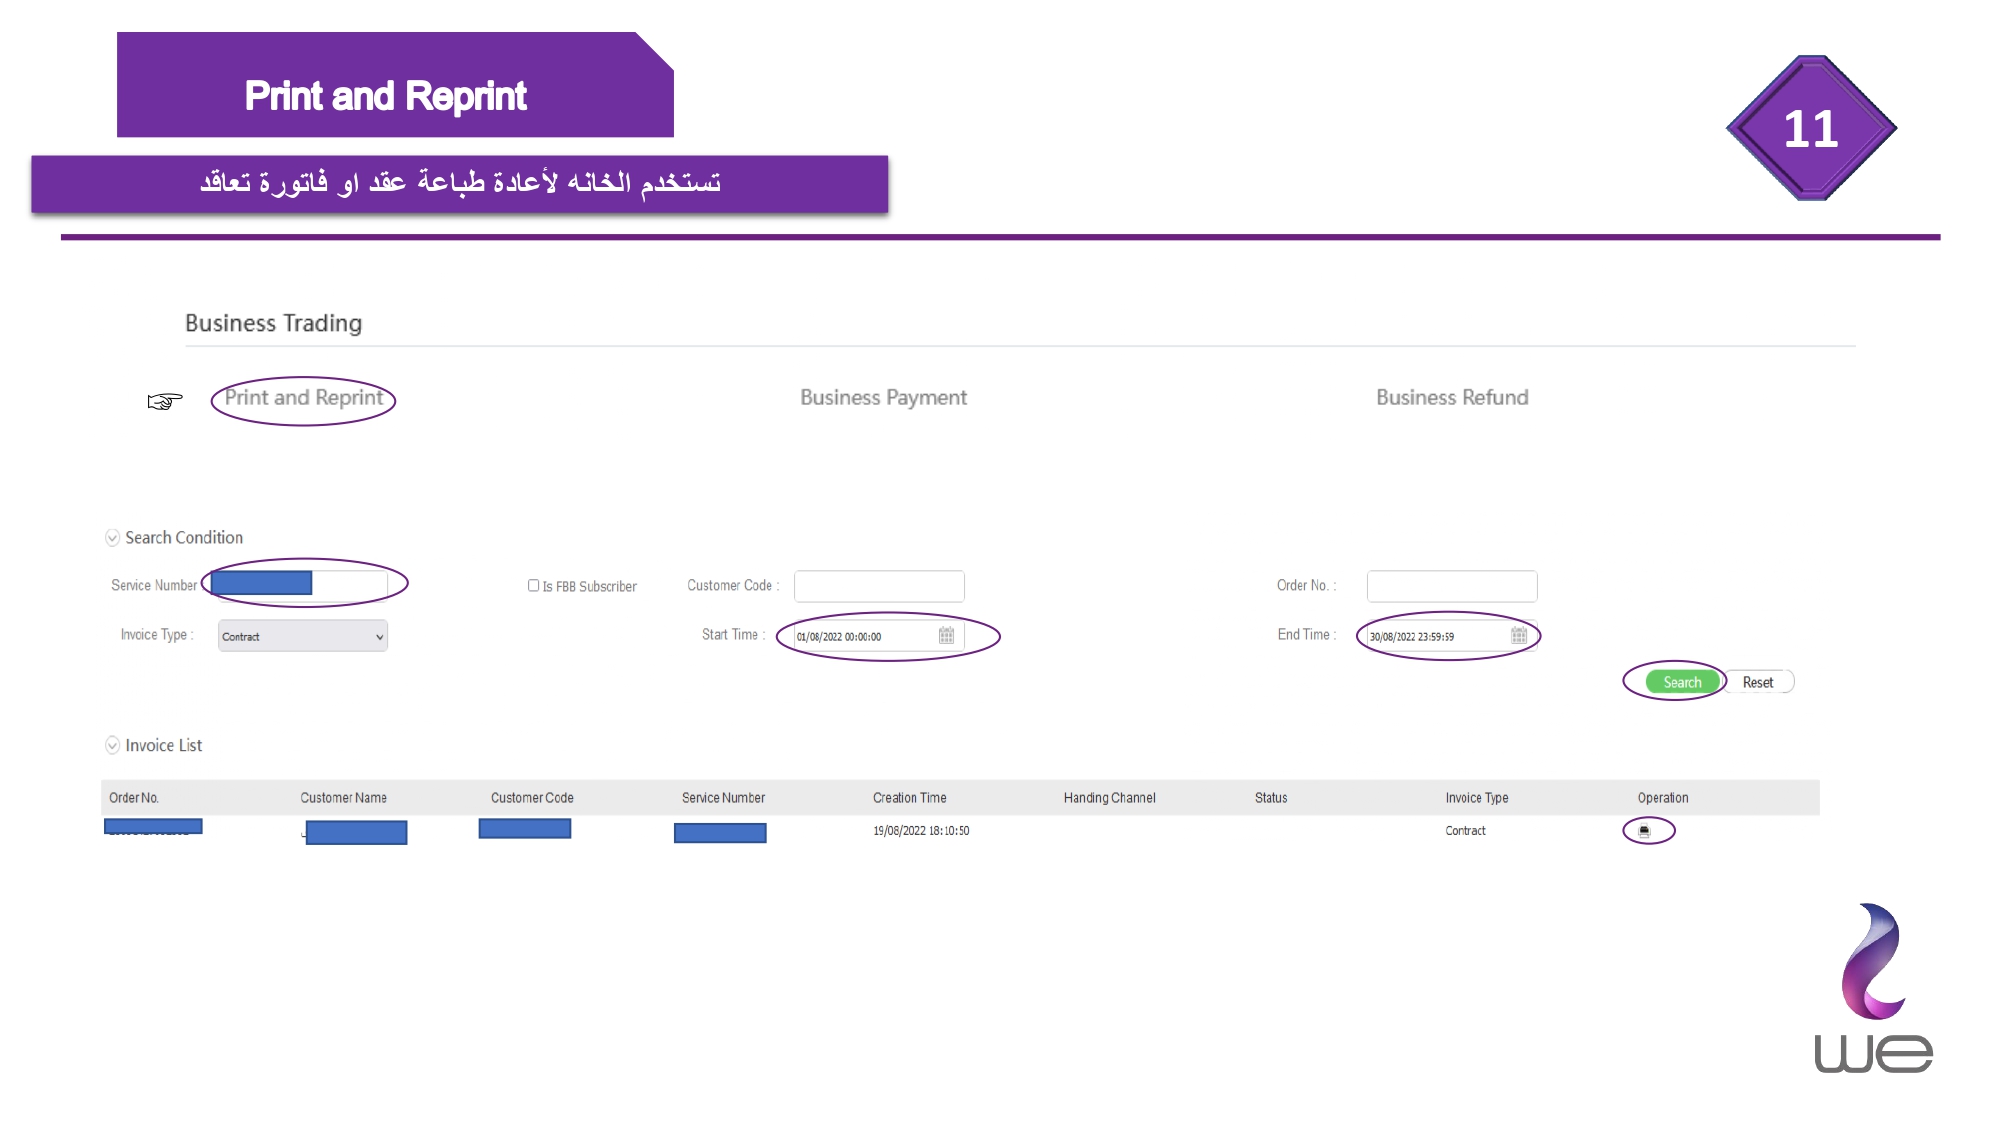 Print and Reprint
11
تستخدم الخانه لأعادة طباعة عقد او فاتورة تعاقد
Business Trading
Print and Reprint Business Payment Business Refund
Search Condition
Service Number Is FBB Subscriber Customer Code : Order No. :
Invoice Type : Contract Start Time : 01/08/2022 00:00:00 End Time : 30/08/2022 23:59:59
Search Reset
Invoice List
Order No. Customer Name Customer Code Service Number Creation Time Handing Channel Status Invoice Type Operation
19/08/2022 18:10:50 Contract
we